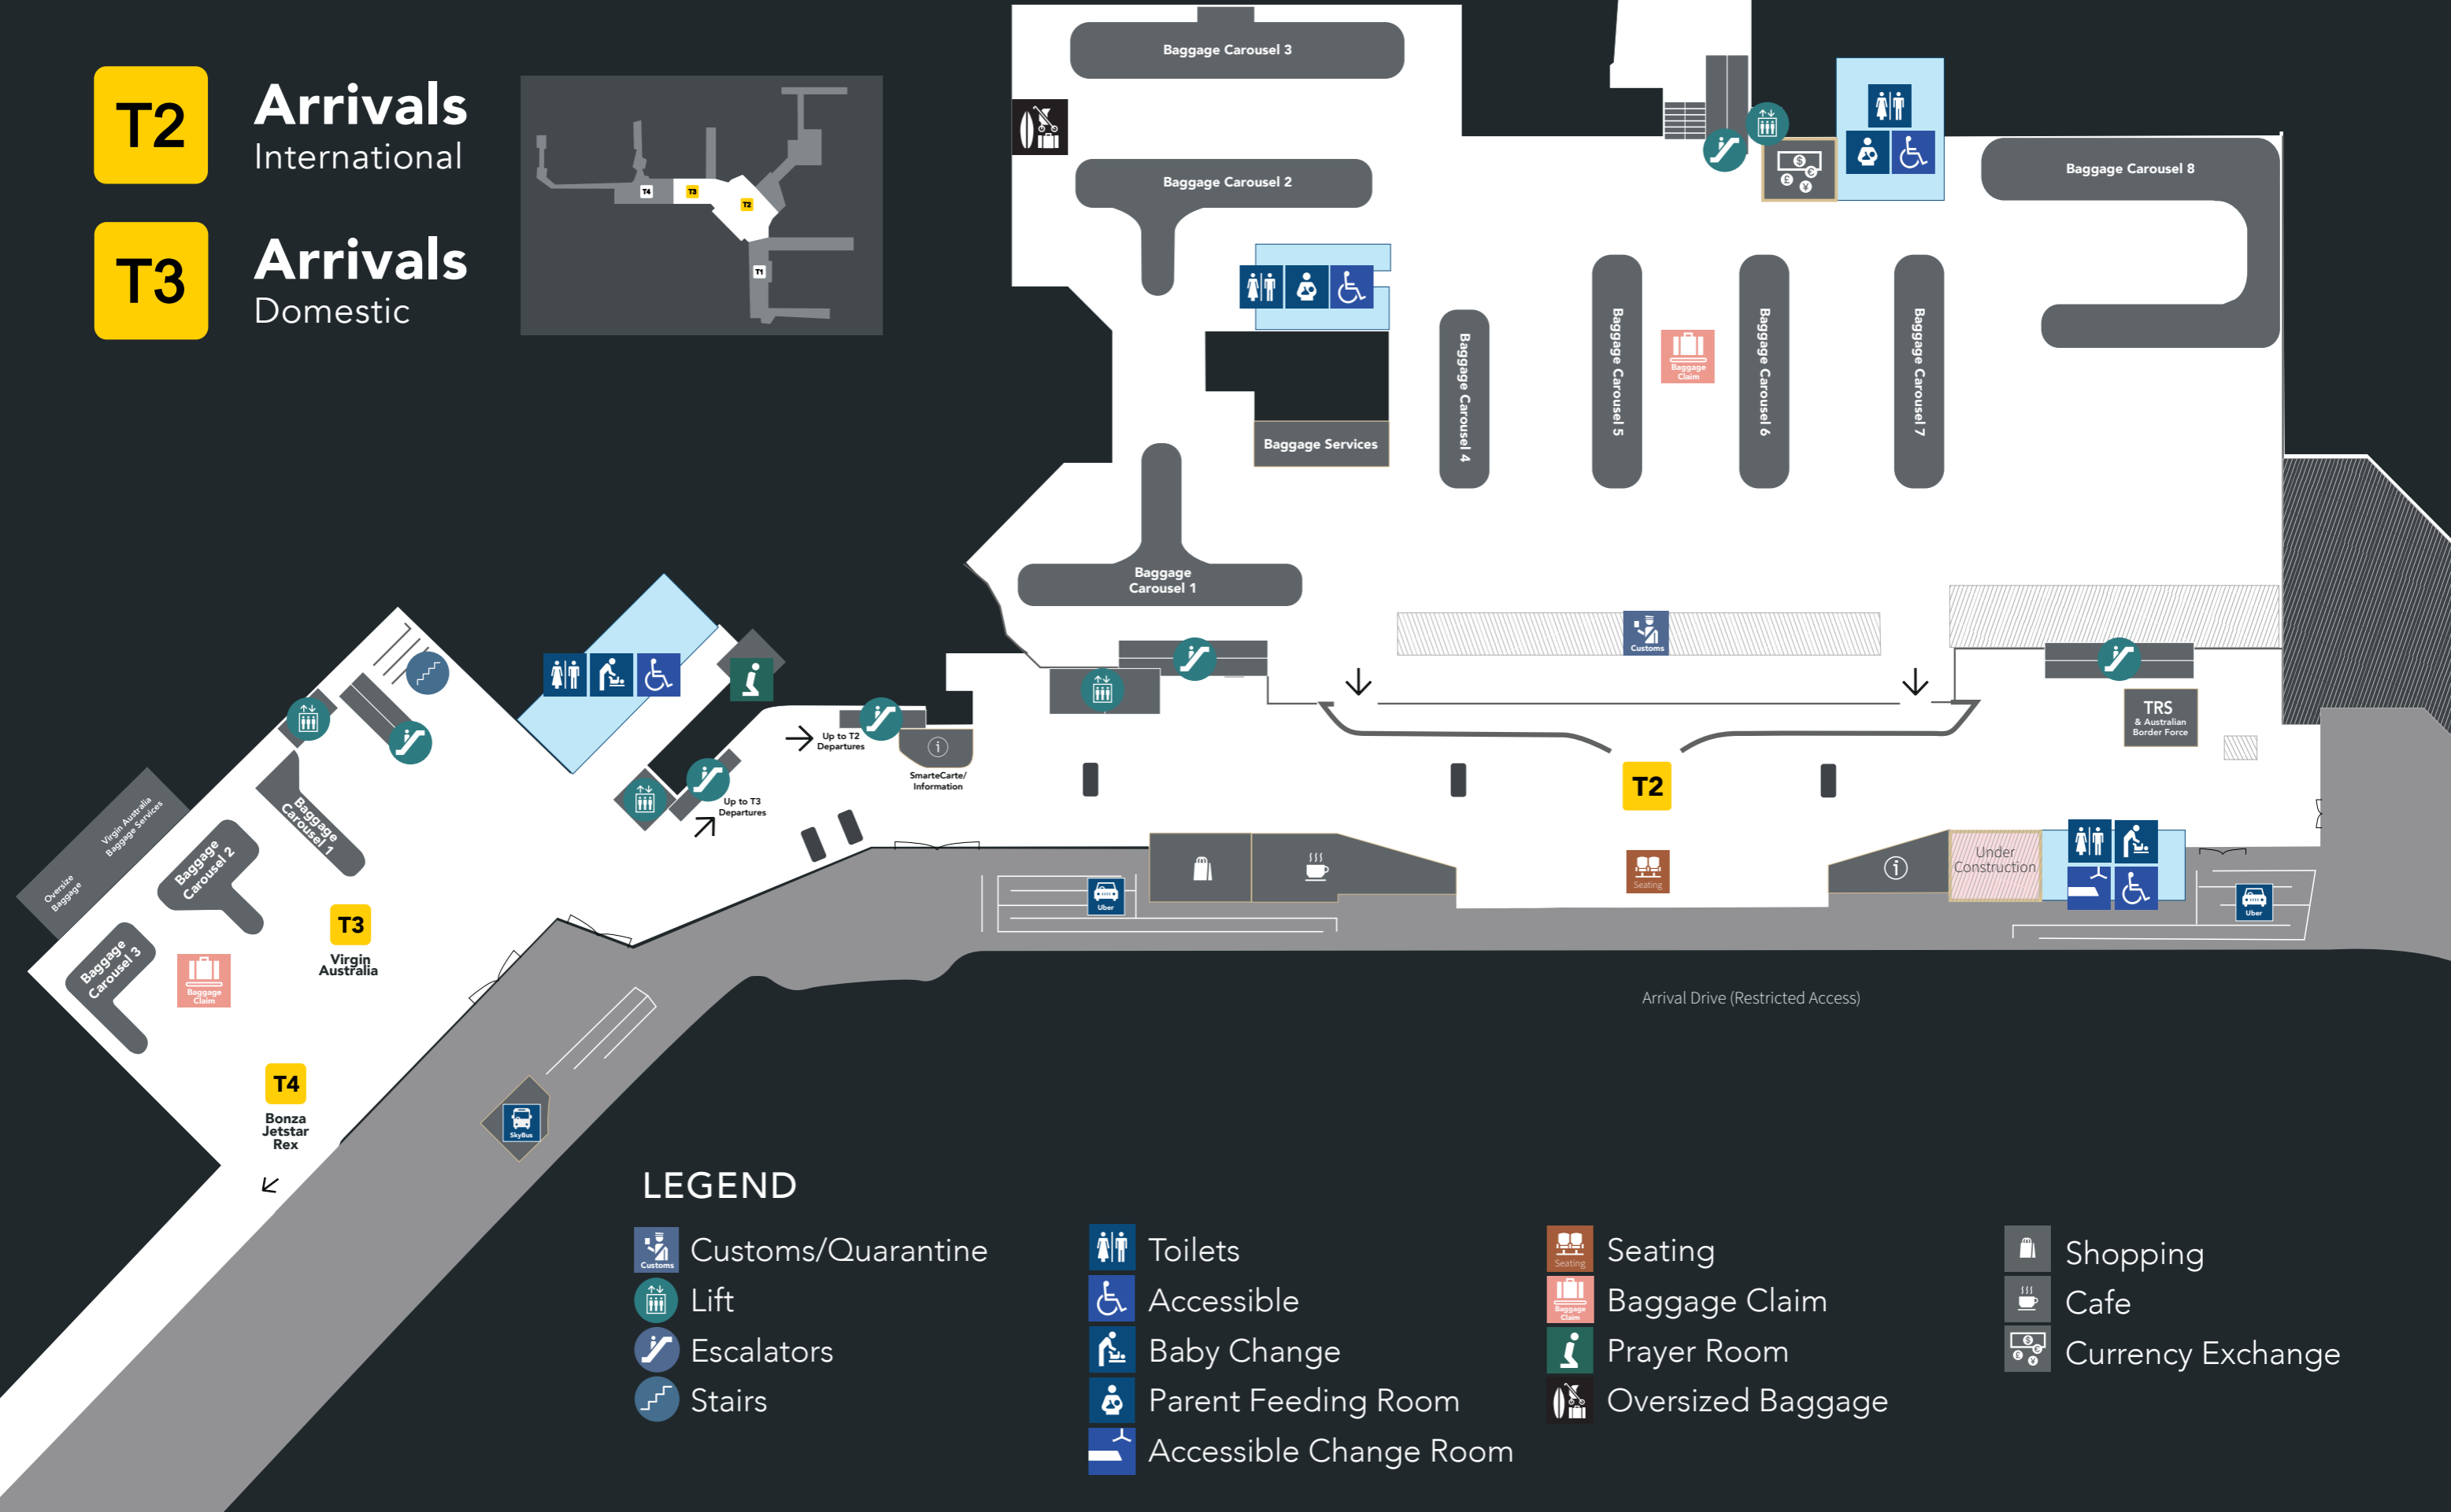 T2
Arrivals
International
T3
Arrivals
Domestic
T4
T3
T2
T1
Baggage Carousel 3
Baggage Carousel 2
Baggage Carousel 8
Baggage Carousel 4
Baggage Carousel 5
Baggage
Claim
Baggage Carousel 6
Baggage Carousel 7
Baggage Services
Baggage
Carousel 1
Customs
TRS
& Australian
Border Force
Up to T2
Departures
SmarteCarte/
Information
Up to T3
Departures
T2
Virgin Australia
Baggage Services
Oversize
Baggage
Baggage
Carousel 1
Baggage
Carousel 2
Baggage
Carousel 3
Baggage
Claim
T3
Virgin
Australia
Uber
Seating
Under
Construction
Uber
Arrival Drive (Restricted Access)
T4
Bonza
Jetstar
Rex
SkyBus
LEGEND
Customs
Customs/Quarantine
Lift
Escalators
Stairs
Toilets
Accessible
Baby Change
Parent Feeding Room
Accessible Change Room
Seating
Seating
Baggage
Claim
Baggage Claim
Prayer Room
Oversized Baggage
Shopping
Cafe
Currency Exchange